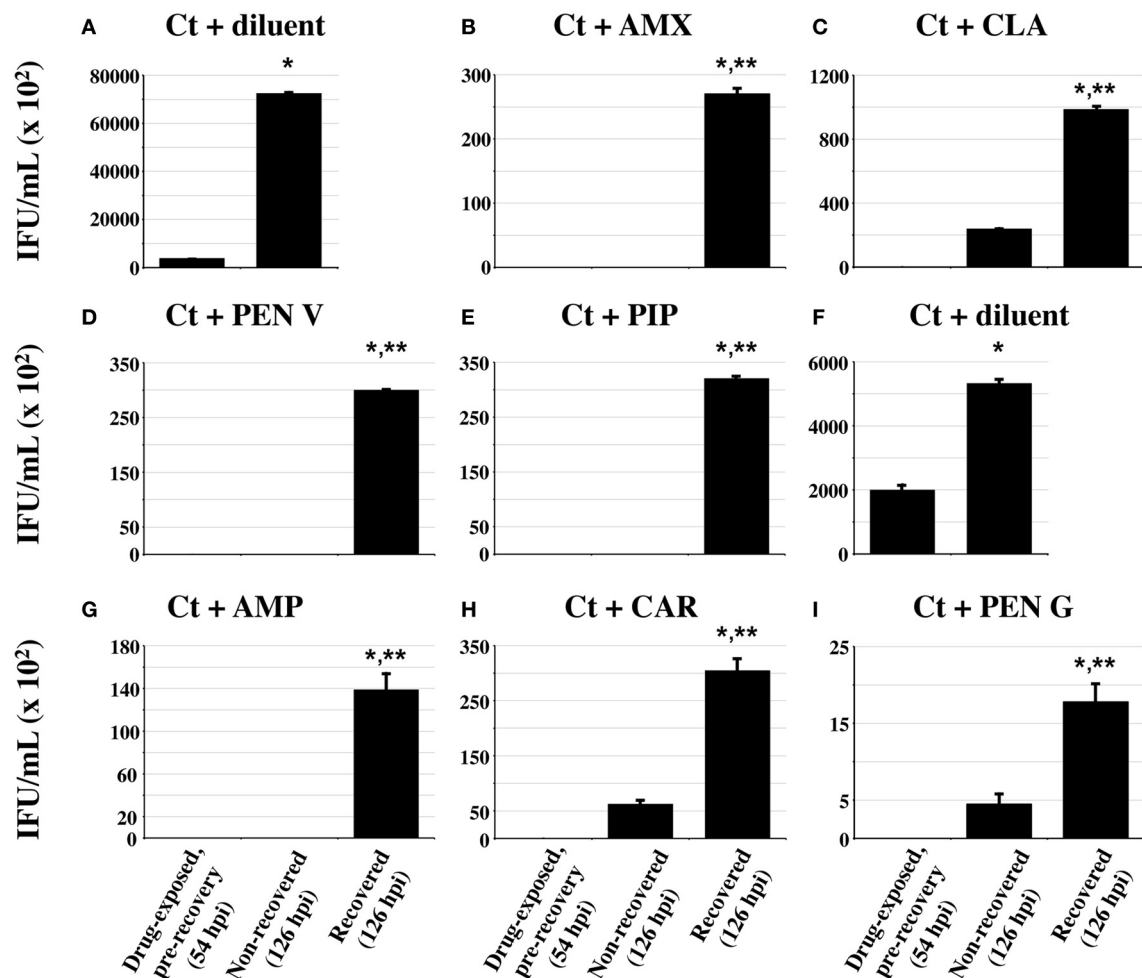 A Ct + diluent
B Ct + AMX
C Ct + CLA
IFU/mL (x 10²)
80000
60000
40000
20000
0
*
300
250
150
50
0
*,**
1200
800
400
0
*,**
D Ct + PEN V
E Ct + PIP
F Ct + diluent
IFU/mL (x 10²)
350
250
150
50
0
*,**
350
250
150
50
0
*,**
6000
4000
2000
0
*
G Ct + AMP
H Ct + CAR
I Ct + PEN G
IFU/mL (x 10²)
180
140
100
60
20
0
*,**
350
250
150
50
0
*,**
25
15
5
0
*,**
Drug-exposed,
pre-recovery
(54 hpi)
Non-recovered
(126 hpi)
Recovered
(126 hpi)
Drug-exposed,
pre-recovery
(54 hpi)
Non-recovered
(126 hpi)
Recovered
(126 hpi)
Drug-exposed,
pre-recovery
(54 hpi)
Non-recovered
(126 hpi)
Recovered
(126 hpi)